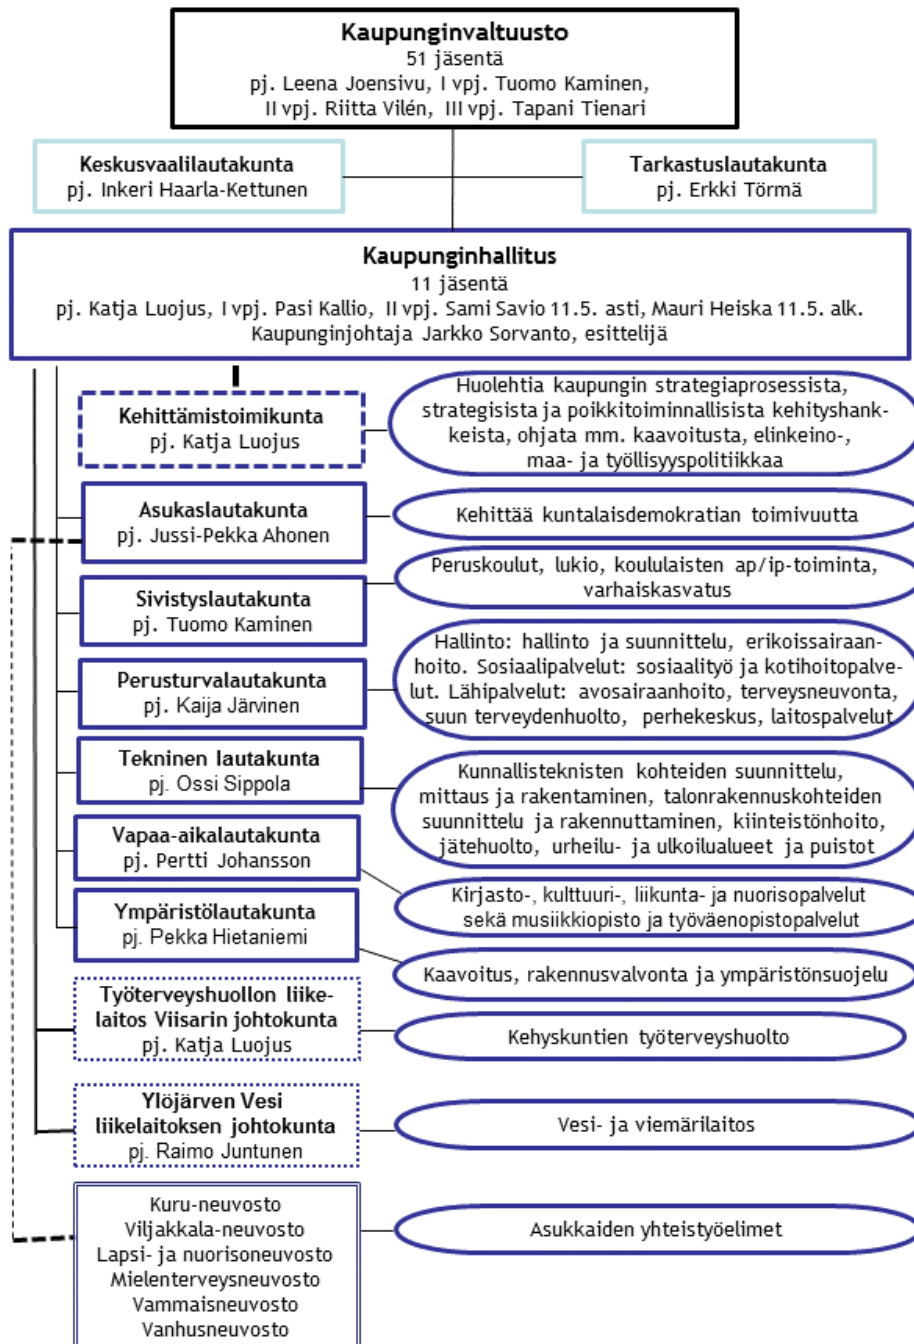 Kaupunginvaltuusto
51 jäsentä
pj. Leena Joensivu, I vpj. Tuomo Kaminen,
II vpj. Riitta Vilén, III vpj. Tapani Tienari
Keskusvaalilautakunta
pj. Inkeri Haarla-Kettunen
Tarkastuslautakunta
pj. Erkki Törmä
Kaupunginhallitus
11 jäsentä
pj. Katja Luojus, I vpj. Pasi Kallio, II vpj. Sami Savio 11.5. asti, Mauri Heiska 11.5. alk.
Kaupunginjohtaja Jarkko Sorvanto, esittelijä
Kehittämistoimikunta
pj. Katja Luojus
Huolehtia kaupungin strategiaprosessista,
strategisista ja poikkitoiminnallisista kehityshank-
keista, ohjata mm. kaavoitusta, elinkeino-,
maa- ja työllisyyspolitiikkaa
Asukaslautakunta
pj. Jussi-Pekka Ahonen
Kehittää kuntalaisdemokratian toimivuutta
Sivistyslautakunta
pj. Tuomo Kaminen
Peruskoulut, lukio, koululaisten ap/ip-toiminta,
varhaiskasvatus
Perusturvalautakunta
pj. Kaija Järvinen
Hallinto: hallinto ja suunnittelu, erikoissairaan-
hoito. Sosiaalipalvelut: sosiaalityö ja kotihoitopalve-
lut. Lähipalvelut: avosairaanhoito, terveysneuvonta,
suun terveydenhuolto, perhekeskus, laitospalvelut
Tekninen lautakunta
pj. Ossi Sippola
Kunnallisteknisten kohteiden suunnittelu,
mittaus ja rakentaminen, talonrakennuskohteiden
suunnittelu ja rakennuttaminen, kiinteistönhoito,
jätehuolto, urheilu- ja ulkoilualueet ja puistot
Vapaa-aikalautakunta
pj. Pertti Johansson
Kirjasto-, kulttuuri-, liikunta- ja nuorisopalvelut
sekä musiikkiopisto ja työväenopistopalvelut
Ympäristölautakunta
pj. Pekka Hietaniemi
Kaavoitus, rakennusvalvonta ja ympäristönsuojelu
Työterveyshuollon liike-
laitos Viisarin johtokunta
pj. Katja Luojus
Kehyskuntien työterveyshuolto
Ylöjärven Vesi
liikelaitoksen johtokunta
pj. Raimo Juntunen
Vesi- ja viemärilaitos
Kuru-neuvosto
Viljakkala-neuvosto
Lapsi- ja nuorisoneuvosto
Mielenterveysneuvosto
Vammaisneuvosto
Vanhusneuvosto
Asukkaiden yhteistyöelimet